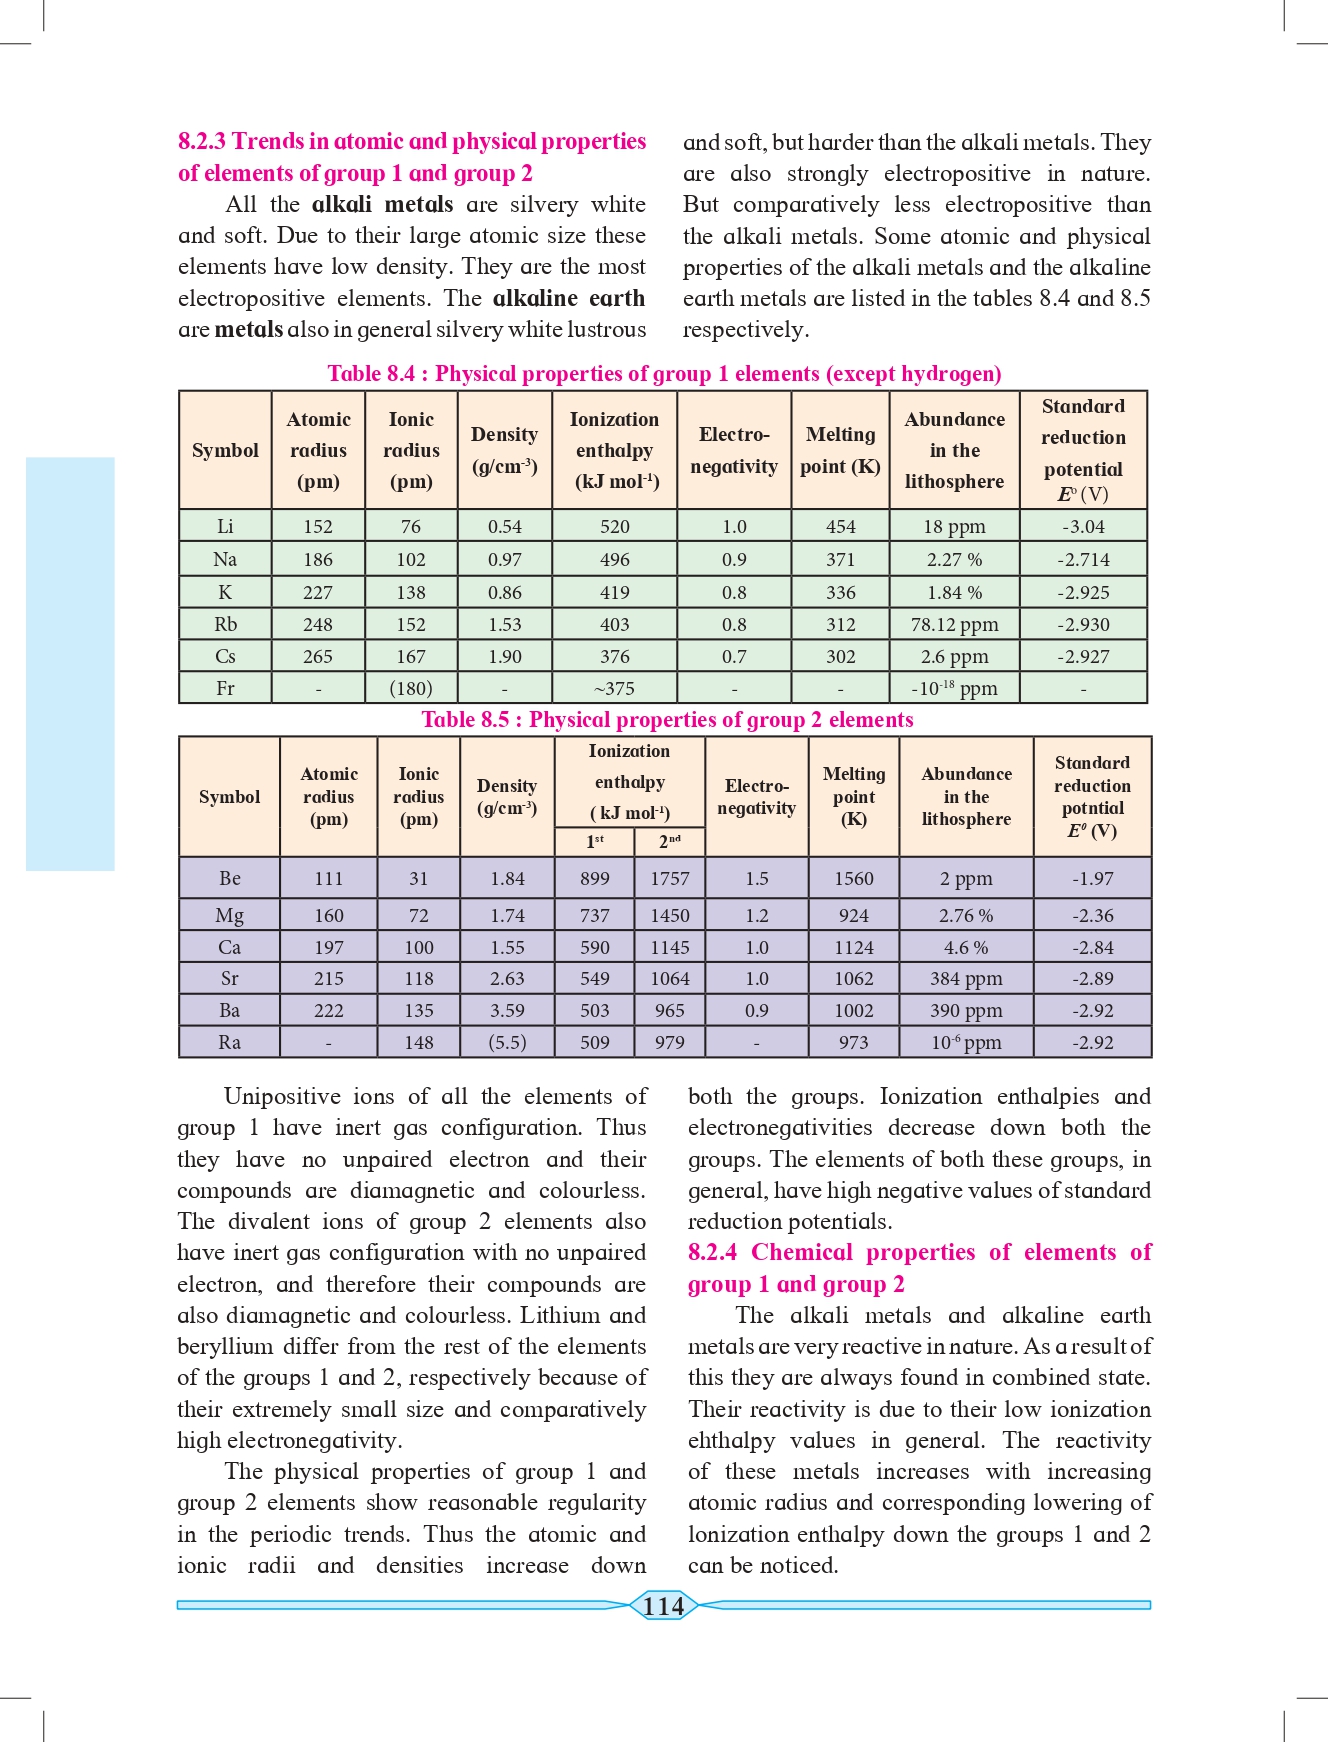 8.2.3 Trends in atomic and physical properties
of elements of group 1 and group 2
All the alkali metals are silvery white
and soft. Due to their large atomic size these
elements have low density. They are the most
electropositive elements. The alkaline earth
are metals also in general silvery white lustrous
and soft, but harder than the alkali metals. They
are also strongly electropositive in nature.
But comparatively less electropositive than
the alkali metals. Some atomic and physical
properties of the alkali metals and the alkaline
earth metals are listed in the tables 8.4 and 8.5
respectively.
Table 8.4 : Physical properties of group 1 elements (except hydrogen)
Symbol Atomic radius (pm) Ionic radius (pm) Density (g/cm⁻³) Ionization enthalpy (kJ mol⁻¹) Electro-negativity Melting point (K) Abundance in the lithosphere Standard reduction potential E° (V)
Li 152 76 0.54 520 1.0 454 18 ppm -3.04
Na 186 102 0.97 496 0.9 371 2.27 % -2.714
K 227 138 0.86 419 0.8 336 1.84 % -2.925
Rb 248 152 1.53 403 0.8 312 78.12 ppm -2.930
Cs 265 167 1.90 376 0.7 302 2.6 ppm -2.927
Fr - (180) - ~375 - - -10⁻¹⁸ ppm -
Table 8.5 : Physical properties of group 2 elements
Symbol Atomic radius (pm) Ionic radius (pm) Density (g/cm⁻³) Ionization enthalpy ( kJ mol⁻¹) 1st 2nd Electro-negativity Melting point (K) Abundance in the lithosphere Standard reduction potntial E⁰ (V)
Be 111 31 1.84 899 1757 1.5 1560 2 ppm -1.97
Mg 160 72 1.74 737 1450 1.2 924 2.76 % -2.36
Ca 197 100 1.55 590 1145 1.0 1124 4.6 % -2.84
Sr 215 118 2.63 549 1064 1.0 1062 384 ppm -2.89
Ba 222 135 3.59 503 965 0.9 1002 390 ppm -2.92
Ra - 148 (5.5) 509 979 - 973 10⁻⁶ ppm -2.92
Unipositive ions of all the elements of
group 1 have inert gas configuration. Thus
they have no unpaired electron and their
compounds are diamagnetic and colourless.
The divalent ions of group 2 elements also
have inert gas configuration with no unpaired
electron, and therefore their compounds are
also diamagnetic and colourless. Lithium and
beryllium differ from the rest of the elements
of the groups 1 and 2, respectively because of
their extremely small size and comparatively
high electronegativity.
The physical properties of group 1 and
group 2 elements show reasonable regularity
in the periodic trends. Thus the atomic and
ionic radii and densities increase down
both the groups. Ionization enthalpies and
electronegativities decrease down both the
groups. The elements of both these groups, in
general, have high negative values of standard
reduction potentials.
8.2.4 Chemical properties of elements of
group 1 and group 2
The alkali metals and alkaline earth
metals are very reactive in nature. As a result of
this they are always found in combined state.
Their reactivity is due to their low ionization
ehthalpy values in general. The reactivity
of these metals increases with increasing
atomic radius and corresponding lowering of
lonization enthalpy down the groups 1 and 2
can be noticed.
114